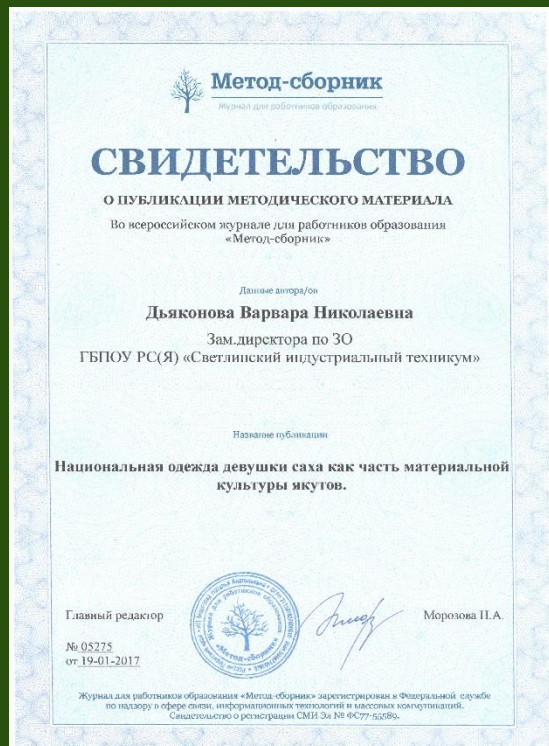 Метод-сборник
Журнал для работников образования
СВИДЕТЕЛЬСТВО
О ПУБЛИКАЦИИ МЕТОДИЧЕСКОГО МАТЕРИАЛА
Во всероссийском журнале для работников образования
«Метод-сборник»
Данные автора/ов
Дьяконова Варвара Николаевна
Зам.директора по ЗО
ГБПОУ РС(Я) «Светлинский индустриальный техникум»
Название публикации
Национальная одежда девушки саха как часть материальной
культуры якутов.
Главный редактор
Морозова Н.А.
№ 05275
от 19-01-2017
«Метод-сборник»
Журнал для работников образования «Метод-сборник» зарегистрирован в Федеральной службе
по надзору в сфере связи, информационных технологий и массовых коммуникаций.
Свидетельство о регистрации СМИ Эл № ФС77-55589.